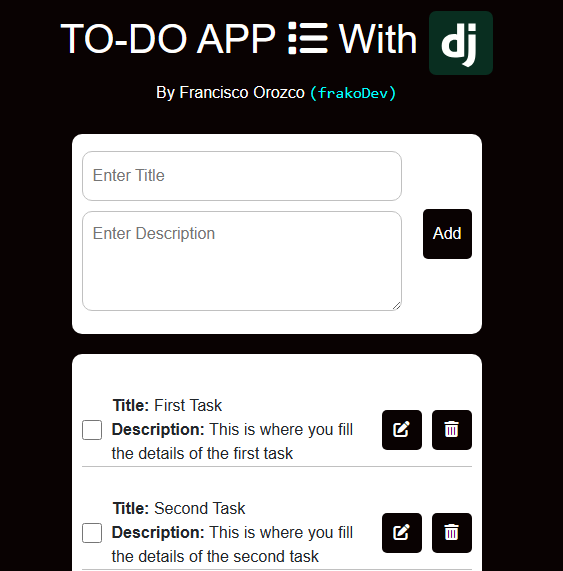 TO-DO APP With dj
By Francisco Orozco (frakoDev)
Enter Title
Enter Description
Add
Title: First Task
Description: This is where you fill
the details of the first task
Title: Second Task
Description: This is where you fill
the details of the second task